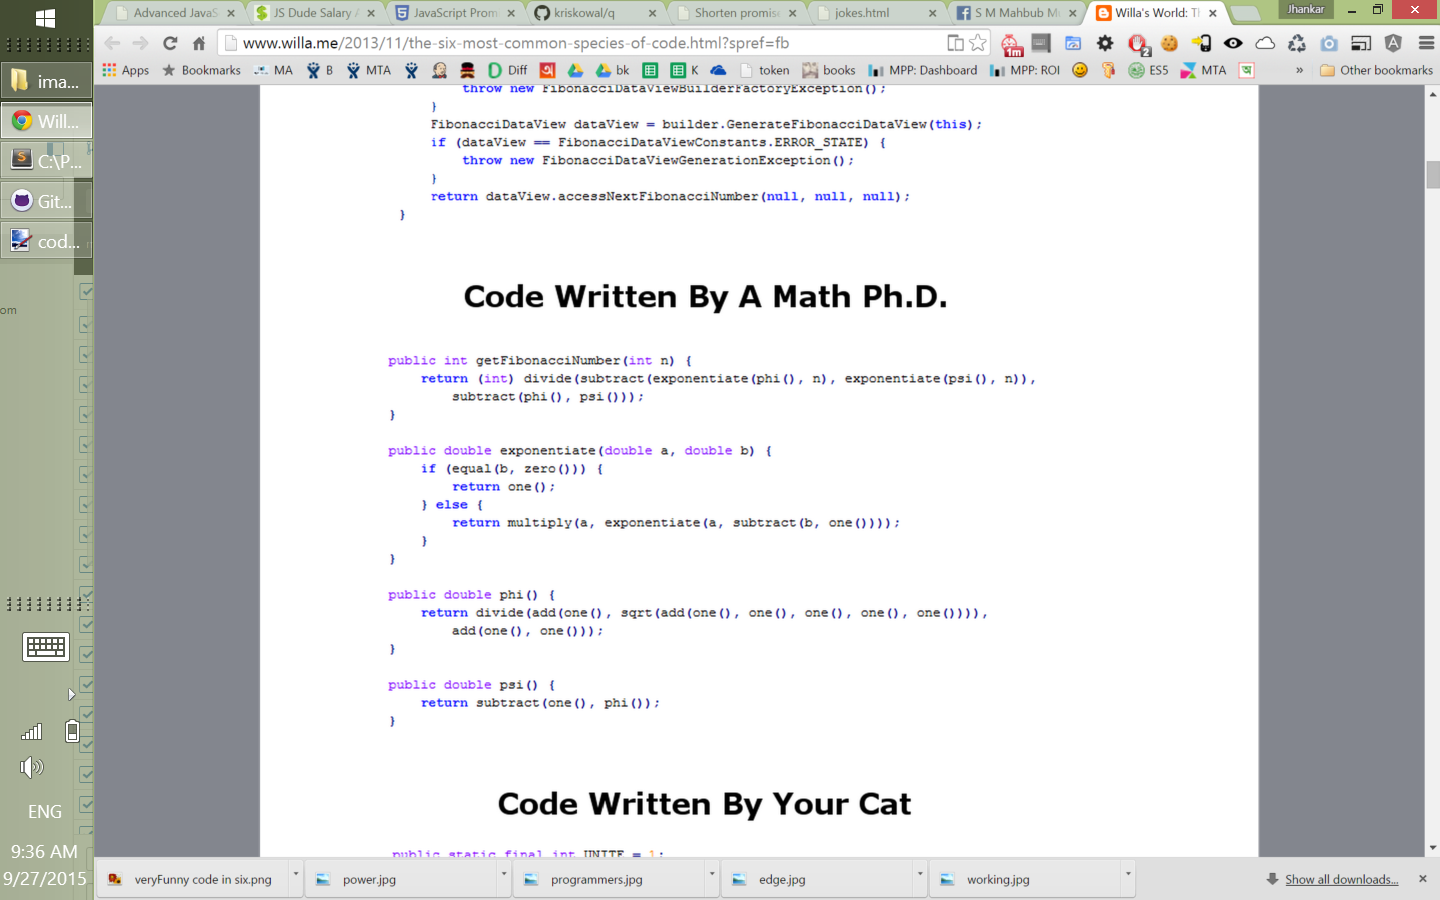 Advanced JavaS
JS Dude Salary A
JavaScript Prom
kriskowal/q
Shorten promise
jokes.html
S M Mahbub Mu
Willa's World: Th
Jhankar
www.willa.me/2013/11/the-six-most-common-species-of-code.html?spref=fb
1m
2
Apps
Bookmarks
MA
B
MTA
Diff
bk
K
token
books
MPP: Dashboard
MPP: ROI
ES5
MTA
»
Other bookmarks
ima...
Will...
C:\P...
Git...
cod...
om
throw new FibonacciDataViewBuilderFactoryException();
}
FibonacciDataView dataView = builder.GenerateFibonacciDataView(this);
if (dataView == FibonacciDataViewConstants.ERROR_STATE) {
throw new FibonacciDataViewGenerationException();
}
return dataView.accessNextFibonacciNumber(null, null, null);
}
Code Written By A Math Ph.D.
public int getFibonacciNumber(int n) {
return (int) divide(subtract(exponentiate(phi(), n), exponentiate(psi(), n)),
subtract(phi(), psi()));
}
public double exponentiate(double a, double b) {
if (equal(b, zero())) {
return one();
} else {
return multiply(a, exponentiate(a, subtract(b, one())));
}
}
public double phi() {
return divide(add(one(), sqrt(add(one(), one(), one(), one(), one()))),
add(one(), one()));
}
public double psi() {
return subtract(one(), phi());
}
Code Written By Your Cat
public static final int UNITE = 1;
ENG
9:36 AM
9/27/2015
veryFunny code in six.png
power.jpg
programmers.jpg
edge.jpg
working.jpg
Show all downloads...